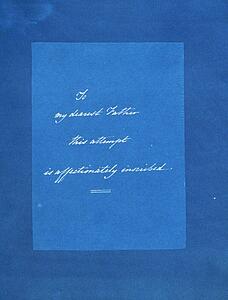 To
my dearest Father
this attempt
is affectionately inscribed.